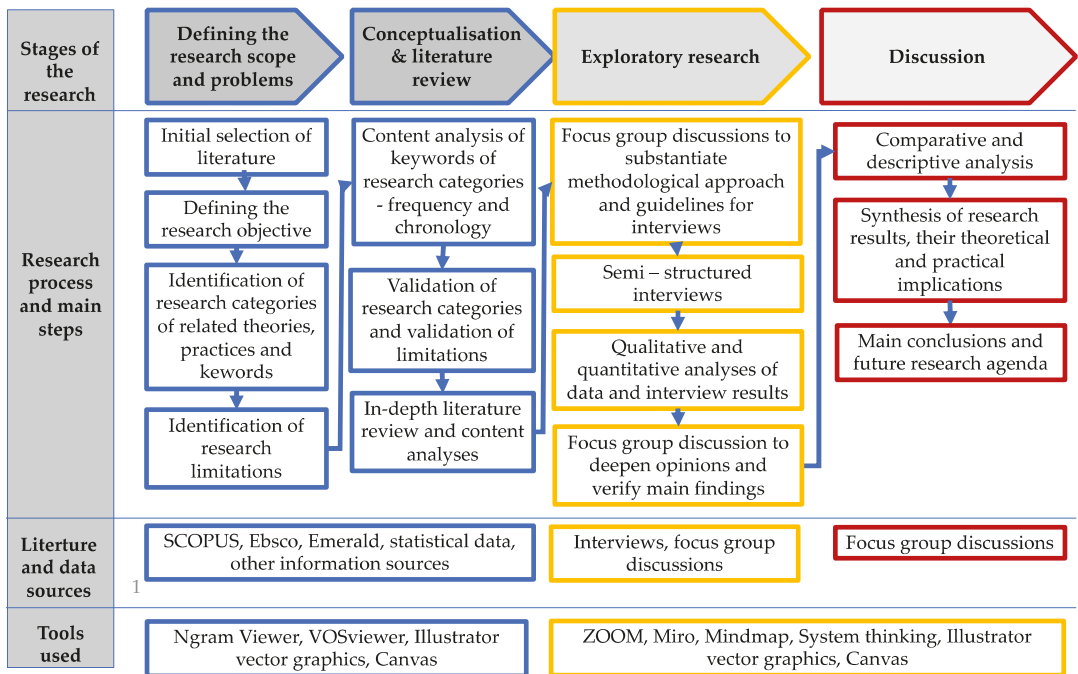 Stages of
the
research
Defining the
research scope
and problems
Conceptualisation
& literature
review
Exploratory research
Discussion
Research
process
and main
steps
Initial selection of
literature
Defining the
research objective
Identification of
research categories
of related theories,
practices and
kewords
Identification of
research
limitations
Content analysis of
keywords of
research categories
- frequency and
chronology
Validation of
research categories
and validation of
limitations
In-depth literature
review and content
analyses
Focus group discussions to
substantiate
methodological approach
and guidelines for
interviews
Semi – structured
interviews
Qualitative and
quantitative analyses of
data and interview results
Focus group discussion to
deepen opinions and
verify main findings
Comparative and
descriptive analysis
Synthesis of research
results, their theoretical
and practical
implications
Main conclusions and
future research agenda
Literture
and data
sources
1
SCOPUS, Ebsco, Emerald, statistical data,
other information sources
Interviews, focus group
discussions
Focus group discussions
Tools
used
Ngram Viewer, VOSviewer, Illustrator
vector graphics, Canvas
ZOOM, Miro, Mindmap, System thinking, Illustrator
vector graphics, Canvas